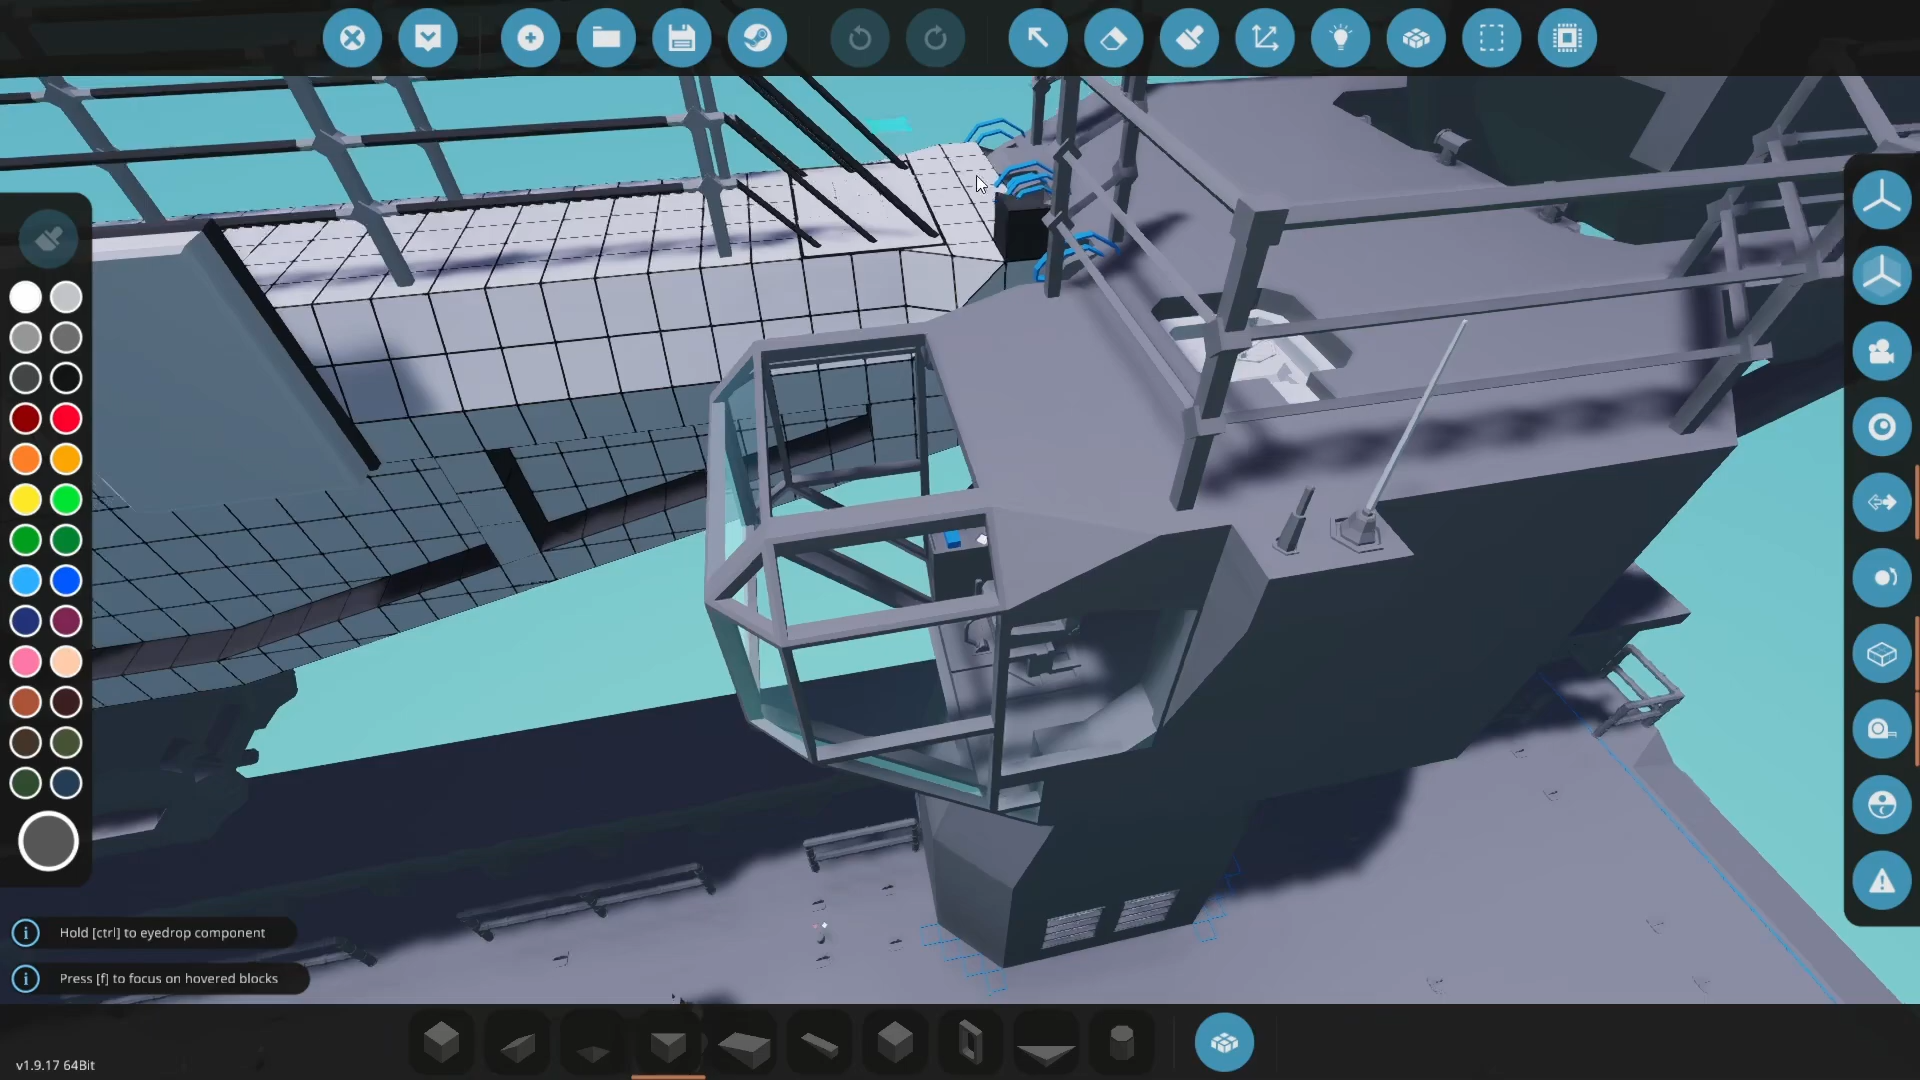 Hold [ctrl] to eyedrop component
Press [f] to focus on hovered blocks
v1.9.17 64Bit